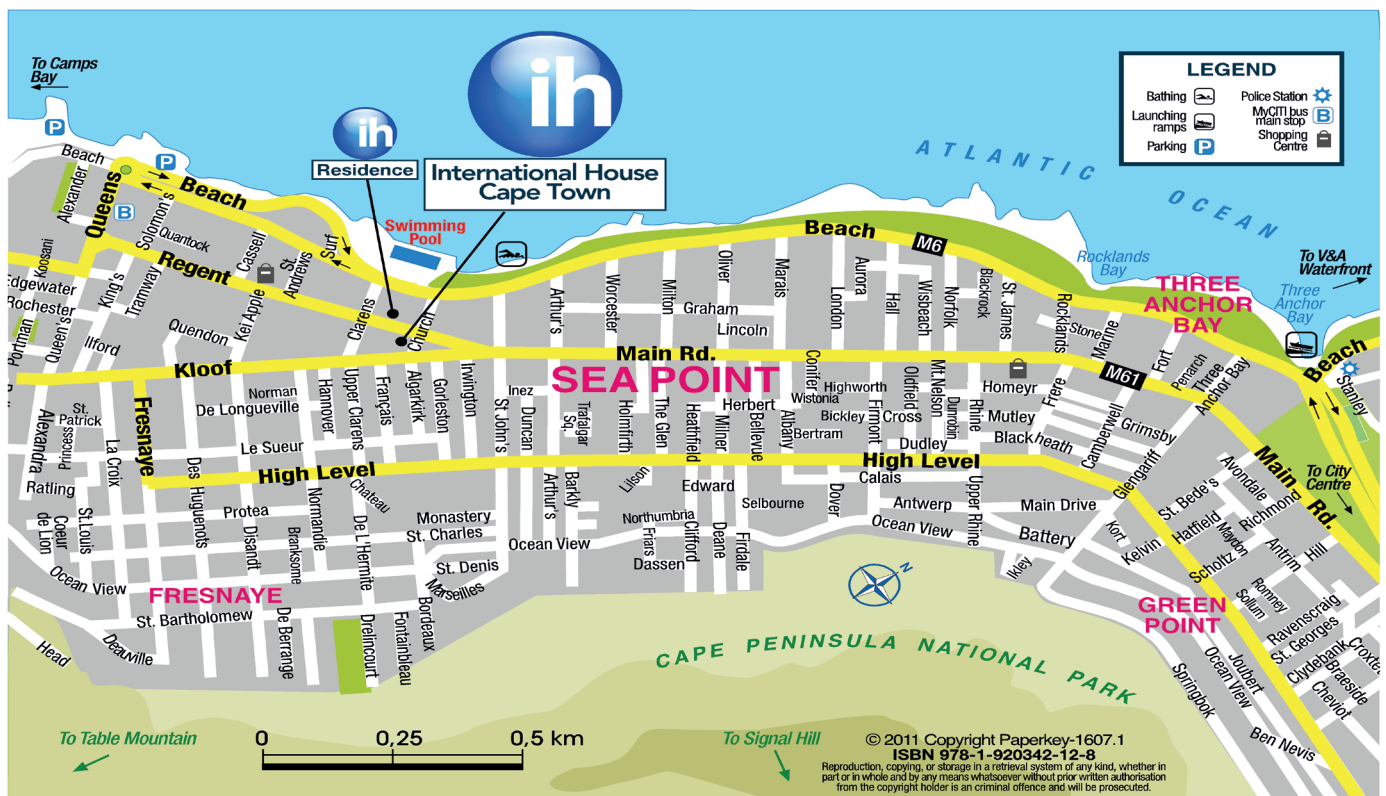 To Camps
Bay
ih
ih
Residence
International House
Cape Town
LEGEND
Bathing
Launching
ramps
Parking
P
Police Station
MyCITI bus
main stop
B
Shopping
Centre
ATLANTIC OCEAN
P
P
Beach
Alexander
Queens
B
Beach
Solomon's
Quantock
Cassell
St
Andrews
Surf
Swimming
Pool
Beach
M6
Rocklands
Bay
THREE
ANCHOR
BAY
To V&A
Waterfront
Three
Anchor
Bay
Beach
Stanley
Koosani
Edgewater
Rochester
Portman
Queen's
King's
Tramway
Ilford
Regent
Kei Apple
Quendon
Clarens
Church
Arthur's
Worcester
Milton
Graham
Oliver
Lincoln
Marais
London
Aurora
Hall
Wisbeach
Norfolk
Blackrock
St. James
Rocklands
Stone
Marine
Fort
Penarch
Three
Anchor Bay
Kloof
Main Rd.
SEA POINT
M61
Fresnaye
Norman
De Longueville
Hannover
Upper Clarens
Français
Algarkirk
Gorleston
Irwington
Inez
St. John's
Duncan
Trafalgar
Sq.
Holmfirth
The Glen
Heathfield
Milner
Herbert
Bellevue
Albany
Conifer
Wistonia
Highworth
Bickley
Bertram
Firmont
Cross
Oldfield
Mt. Nelson
Dunrobin
Dudley
Rhine
Homeyr
Mutley
Blackheath
Frere
Camberwell
Grimsby
Glengariff
Main Rd.
To City
Centre
Alexandra
St.
Patrick
Princess
La Croix
Le Sueur
High Level
High Level
Calais
Ratling
Coeur
de Lion
St.Louis
Des Huguenots
Protea
Disandt
Branksome
Normandie
Chateau
De L'Hermite
Monastery
St. Charles
St. Denis
Marseilles
Bordeaux
Arthur's
Barkly
Ocean View
Lilson
Edward
Northumbria
Friars
Dassen
Clifford
Deane
Firdale
Selbourne
Dover
Antwerp
Ocean View
Upper Rhine
Main Drive
Battery
Ikley
Kort
Kelvin
St. Bede's
Hatfield
Scholtz
Maydon
Avondale
Richmond
Antrim
Hill
Romney
Sollum
Ravenscraig
St. Georges
Clydebank
Braeside
Cheviot
Ocean View
FRESNAYE
St. Bartholomew
Deauville
Head
De Berrange
Drelincourt
Fontainbleau
N
GREEN
POINT
CAPE PENINSULA NATIONAL PARK
Springbok
Ocean View
Joubert
Ben Nevis
To Table Mountain
0 0,25 0,5 km
To Signal Hill
© 2011 Copyright Paperkey-1607.1
ISBN 978-1-920342-12-8
Reproduction, copying, or storage in a retrieval system of any kind, whether in
part or in whole and by any means whatsoever without prior written authorisation
from the copyright holder is an criminal offence and will be prosecuted.